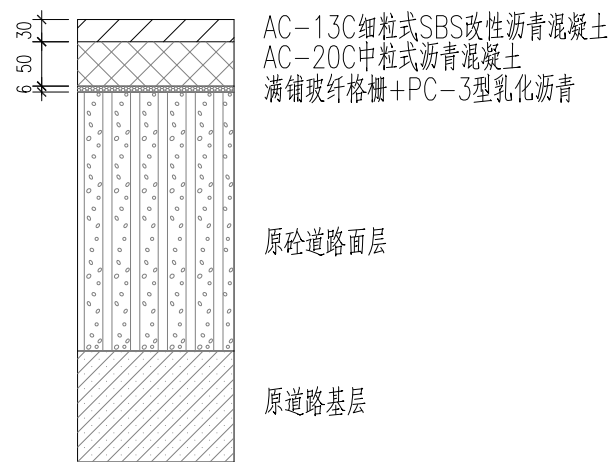 30
AC-13C细粒式SBS改性沥青混凝土
50
AC-20C中粒式沥青混凝土
6
满铺玻纤格栅+PC-3型乳化沥青
原砼道路面层
原道路基层